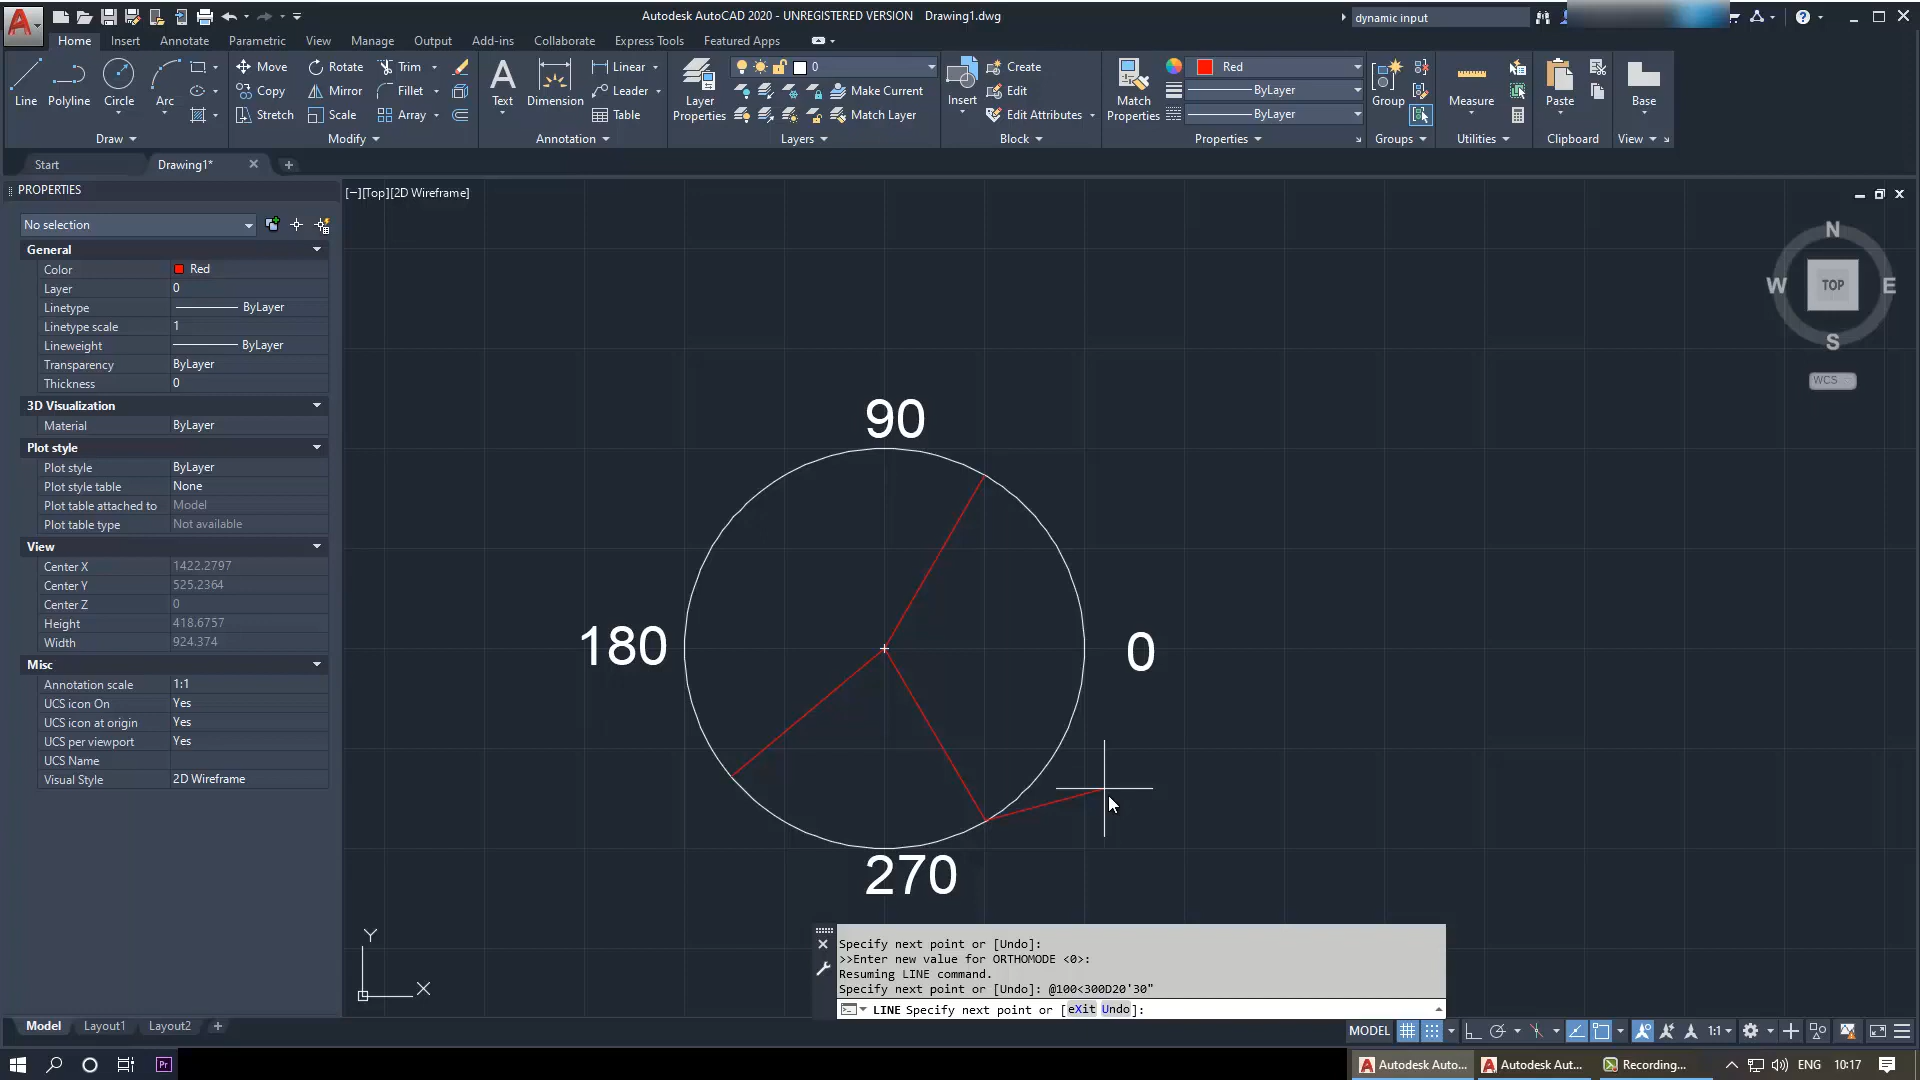 Autodesk AutoCAD 2020 - UNREGISTERED VERSION Drawing1.dwg
dynamic input
Home Insert Annotate Parametric View Manage Output Add-ins Collaborate Express Tools Featured Apps
Line Polyline Circle Arc
Draw
Move Rotate Trim
Copy Mirror Fillet
Stretch Scale Array
Modify
Text Dimension
Linear
Leader
Table
Annotation
Layer Properties
0
Make Current
Match Layer
Layers
Insert
Create
Edit
Edit Attributes
Block
Match Properties
Red
ByLayer
ByLayer
Properties
Group
Groups
Measure
Utilities
Paste
Clipboard
Base
View
Start Drawing1*
PROPERTIES
No selection
General
Color Red
Layer 0
Linetype ByLayer
Linetype scale 1
Lineweight ByLayer
Transparency ByLayer
Thickness 0
3D Visualization
Material ByLayer
Plot style
Plot style ByLayer
Plot style table None
Plot table attached to Model
Plot table type Not available
View
Center X 1422.2797
Center Y 525.2364
Center Z 0
Height 418.6757
Width 924.374
Misc
Annotation scale 1:1
UCS icon On Yes
UCS icon at origin Yes
UCS per viewport Yes
UCS Name
Visual Style 2D Wireframe
[−][Top][2D Wireframe]
N
W TOP E
S
WCS
90
180
0
270
Y
X
Specify next point or [Undo]:
>>Enter new value for ORTHOMODE <0>:
Resuming LINE command.
Specify next point or [Undo]: @100<300D20'30"
LINE Specify next point or [eXit Undo]:
Model Layout1 Layout2
MODEL 1:1
Pr
Autodesk Auto... Autodesk Aut... Recording... ENG 10:17